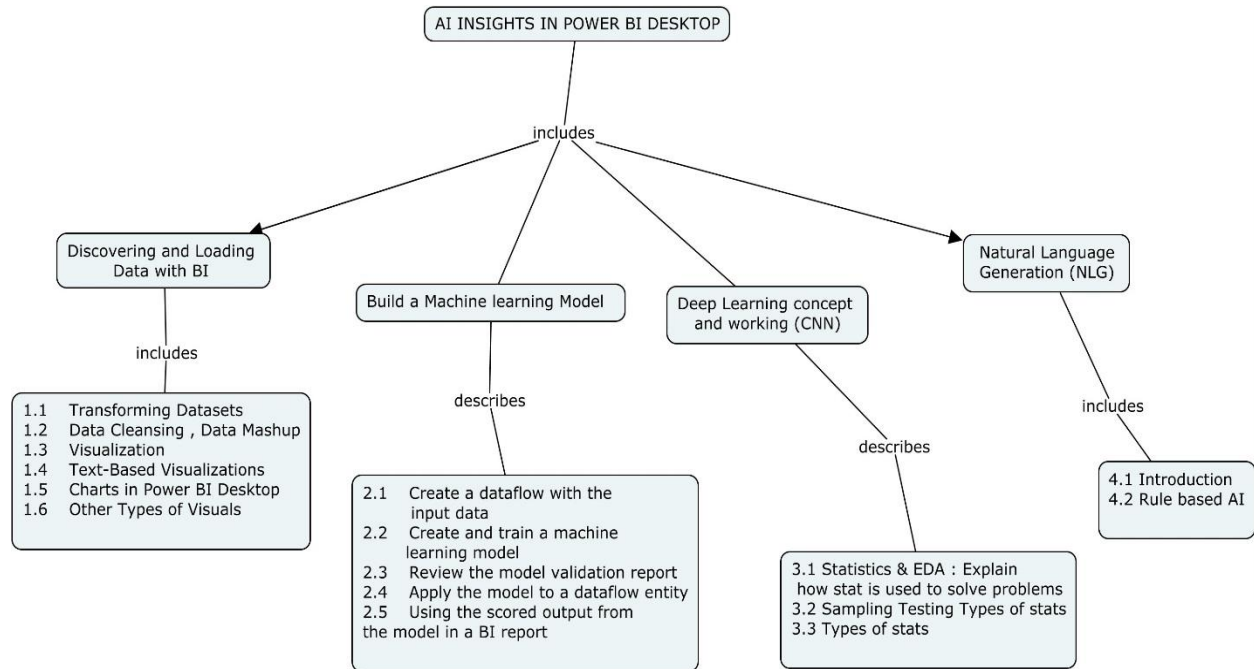 AI INSIGHTS IN POWER BI DESKTOP
includes
Discovering and Loading
Data with BI
includes
1.1 Transforming Datasets
1.2 Data Cleansing , Data Mashup
1.3 Visualization
1.4 Text-Based Visualizations
1.5 Charts in Power BI Desktop
1.6 Other Types of Visuals
Build a Machine learning Model
describes
2.1 Create a dataflow with the
input data
2.2 Create and train a machine
learning model
2.3 Review the model validation report
2.4 Apply the model to a dataflow entity
2.5 Using the scored output from
the model in a BI report
Deep Learning concept
and working (CNN)
describes
3.1 Statistics & EDA : Explain
how stat is used to solve problems
3.2 Sampling Testing Types of stats
3.3 Types of stats
Natural Language
Generation (NLG)
includes
4.1 Introduction
4.2 Rule based AI